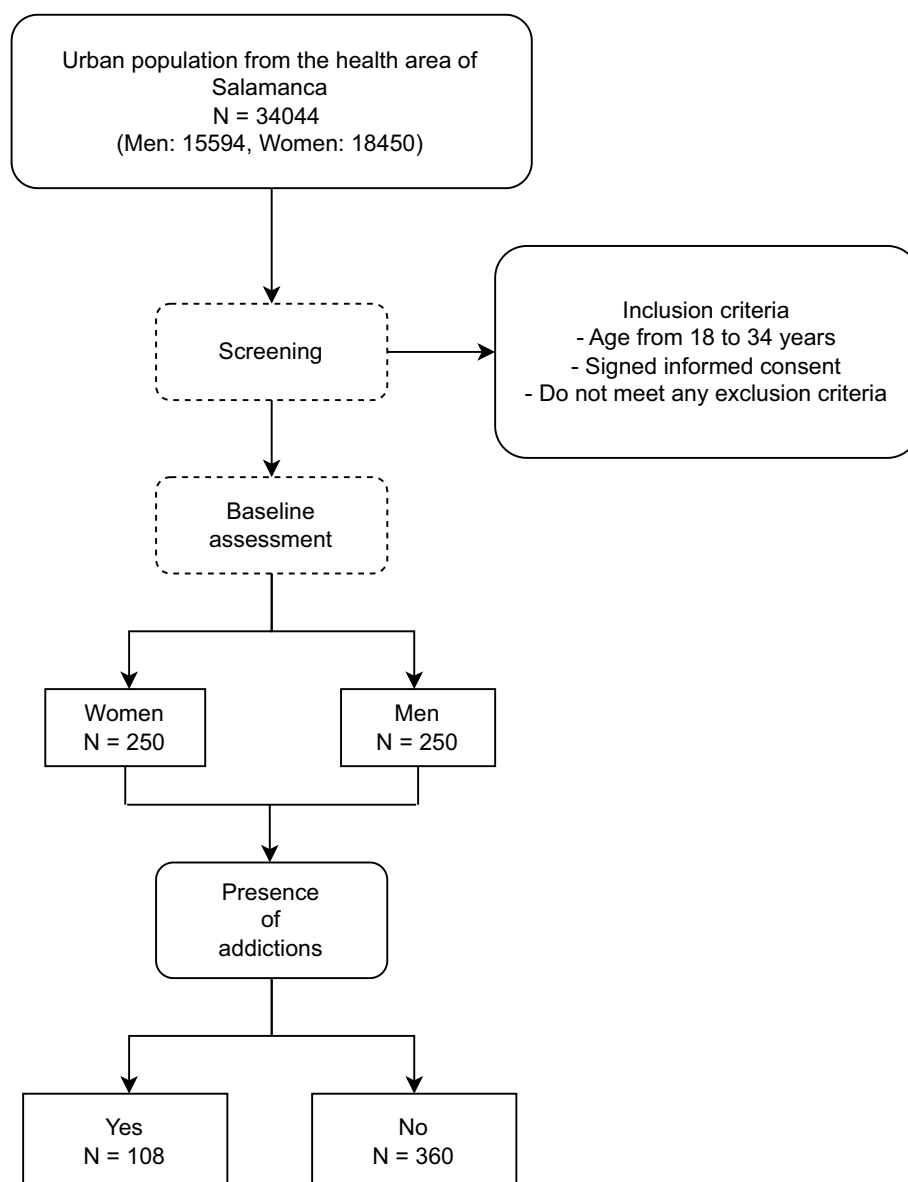 Urban population from the health area of
Salamanca
N = 34044
(Men: 15594, Women: 18450)
Screening
Inclusion criteria
- Age from 18 to 34 years
- Signed informed consent
- Do not meet any exclusion criteria
Baseline
assessment
Women
N = 250
Men
N = 250
Presence
of
addictions
Yes
N = 108
No
N = 360